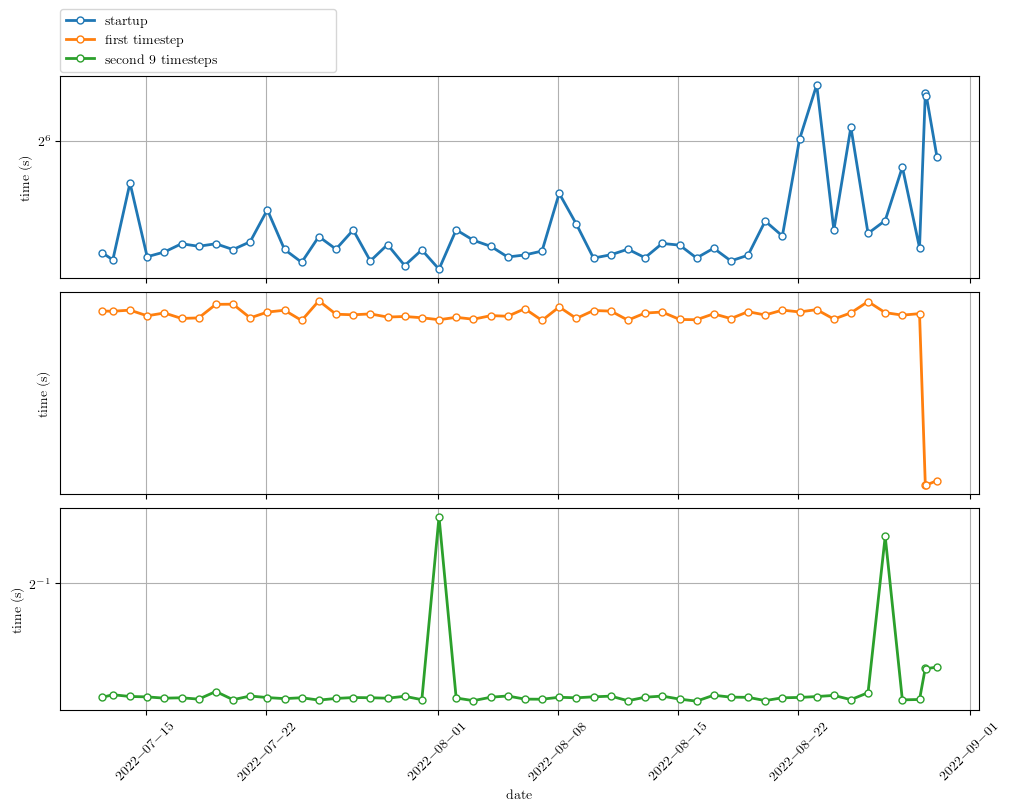 startup
first timestep
second 9 timesteps
2^6
time (s)
time (s)
2^−1
time (s)
2022−07−15
2022−07−22
2022−08−01
2022−08−08
2022−08−15
2022−08−22
2022−09−01
date